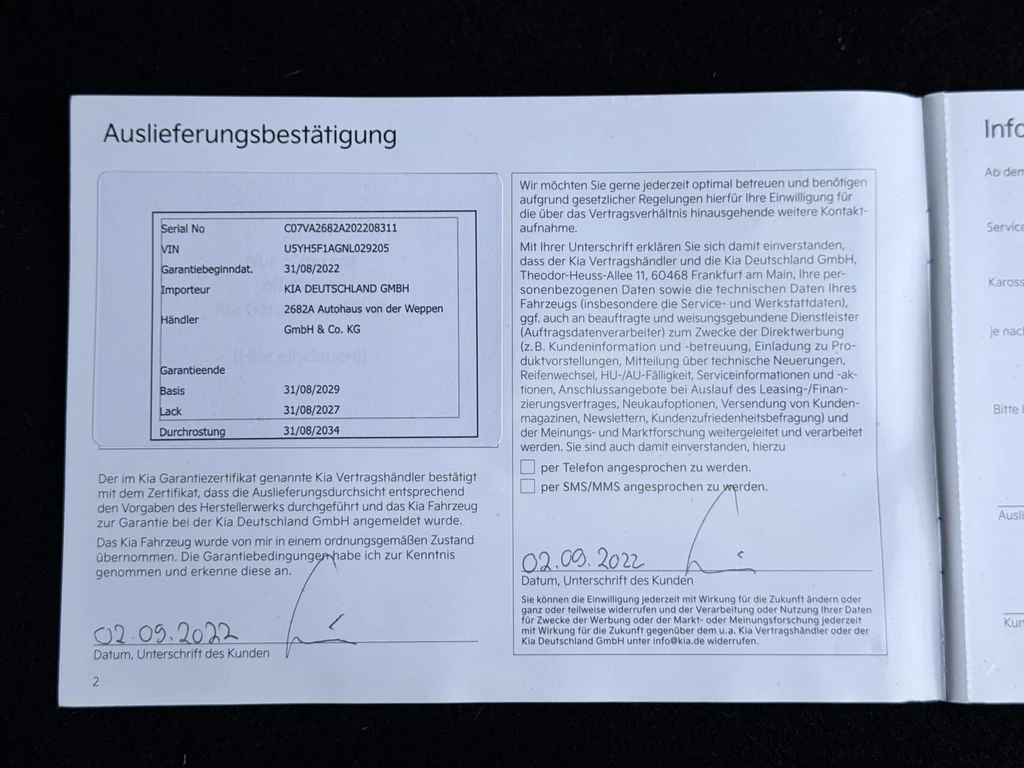 Auslieferungsbestätigung
Serial No C07VA2682A202208311
VIN U5YH5F1AGNL029205
Garantiebeginndat. 31/08/2022
Importeur KIA DEUTSCHLAND GMBH
Händler 2682A Autohaus von der Weppen
GmbH & Co. KG
Garantieende
Basis 31/08/2029
Lack 31/08/2027
Durchrostung 31/08/2034
Der im Kia Garantiezertifikat genannte Kia Vertragshändler bestätigt
mit dem Zertifikat, dass die Auslieferungsdurchsicht entsprechend
den Vorgaben des Herstellerwerks durchgeführt und das Kia Fahrzeug
zur Garantie bei der Kia Deutschland GmbH angemeldet wurde.
Das Kia Fahrzeug wurde von mir in einem ordnungsgemäßen Zustand
übernommen. Die Garantiebedingungen habe ich zur Kenntnis
genommen und erkenne diese an.
02.09.2022
Datum, Unterschrift des Kunden
2
Wir möchten Sie gerne jederzeit optimal betreuen und benötigen
aufgrund gesetzlicher Regelungen hierfür Ihre Einwilligung für
die über das Vertragsverhältnis hinausgehende weitere Kontakt-
aufnahme.
Mit Ihrer Unterschrift erklären Sie sich damit einverstanden,
dass der Kia Vertragshändler und die Kia Deutschland GmbH,
Theodor-Heuss-Allee 11, 60468 Frankfurt am Main, Ihre per-
sonenbezogenen Daten sowie die technischen Daten Ihres
Fahrzeugs (insbesondere die Service- und Werkstattdaten),
ggf. auch an beauftragte und weisungsgebundene Dienstleister
(Auftragsdatenverarbeiter) zum Zwecke der Direktwerbung
(z. B. Kundeninformation und -betreuung, Einladung zu Pro-
duktvorstellungen, Mitteilung über technische Neuerungen,
Reifenwechsel, HU-/AU-Fälligkeit, Serviceinformationen und -ak-
tionen, Anschlussangebote bei Auslauf des Leasing-/Finan-
zierungsvertrages, Neukaufoptionen, Versendung von Kunden-
magazinen, Newslettern, Kundenzufriedenheitsbefragung) und
der Meinungs- und Marktforschung weitergeleitet und verarbeitet
werden. Sie sind auch damit einverstanden, hierzu
per Telefon angesprochen zu werden.
per SMS/MMS angesprochen zu werden.
02.09.2022
Datum, Unterschrift des Kunden
Sie können die Einwilligung jederzeit mit Wirkung für die Zukunft ändern oder
ganz oder teilweise widerrufen und der Verarbeitung oder Nutzung Ihrer Daten
für Zwecke der Werbung oder der Markt- oder Meinungsforschung jederzeit
mit Wirkung für die Zukunft gegenüber dem u. a. Kia Vertragshändler oder der
Kia Deutschland GmbH unter info@kia.de widerrufen.
Info
Ab dem
Service
Kaross
je nach
Bitte
Ausli
Kun